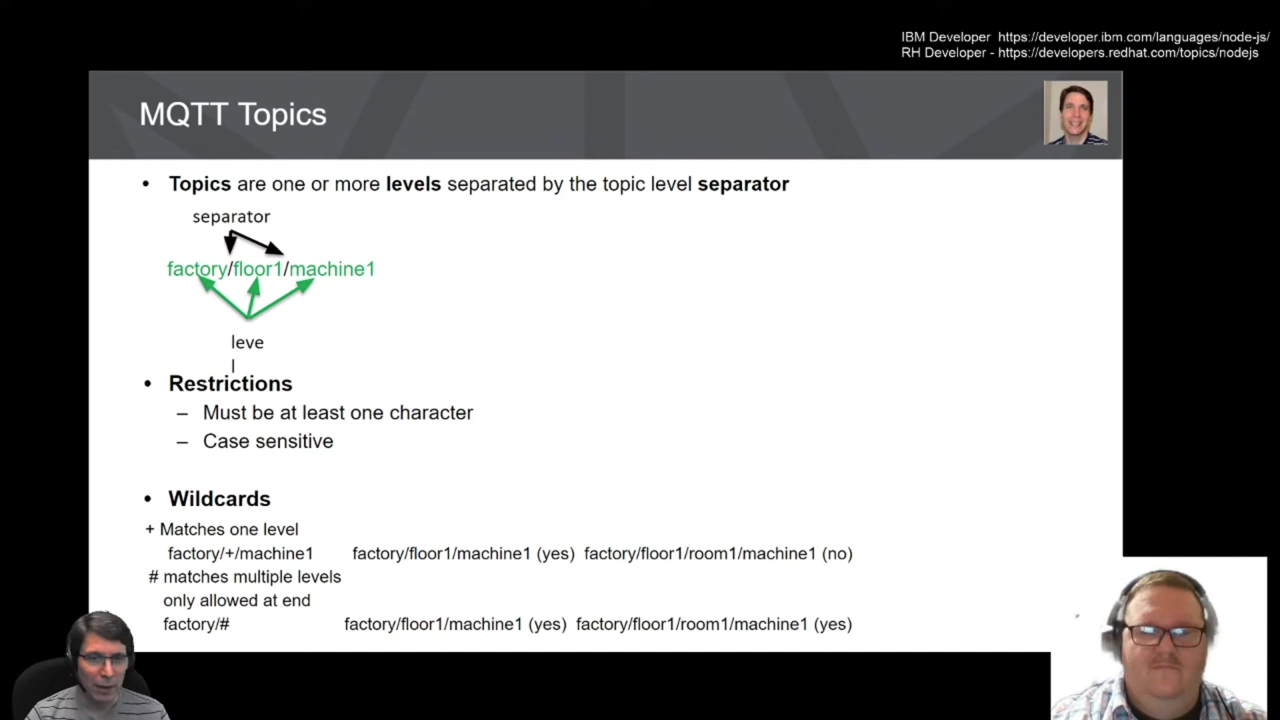 IBM Developer https://developer.ibm.com/languages/node-js/
RH Developer - https://developers.redhat.com/topics/nodejs
MQTT Topics
• Topics are one or more levels separated by the topic level separator
separator
factory/floor1/machine1
leve
l
• Restrictions
– Must be at least one character
– Case sensitive
• Wildcards
+ Matches one level
factory/+/machine1 factory/floor1/machine1 (yes) factory/floor1/room1/machine1 (no)
# matches multiple levels
only allowed at end
factory/# factory/floor1/machine1 (yes) factory/floor1/room1/machine1 (yes)